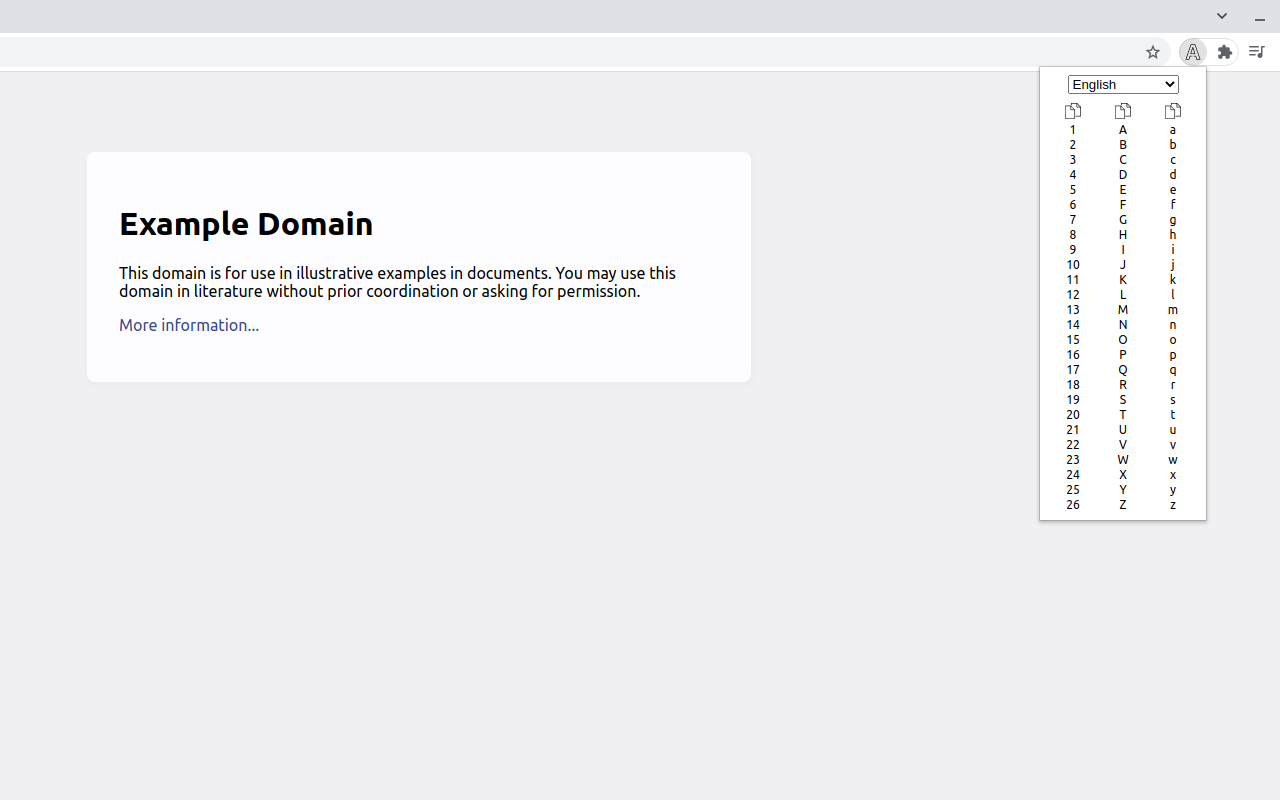 A
English
1 A a
2 B b
3 C c
4 D d
5 E e
6 F f
7 G g
8 H h
9 I i
10 J j
11 K k
12 L l
13 M m
14 N n
15 O o
16 P p
17 Q q
18 R r
19 S s
20 T t
21 U u
22 V v
23 W w
24 X x
25 Y y
26 Z z
Example Domain
This domain is for use in illustrative examples in documents. You may use this
domain in literature without prior coordination or asking for permission.
More information...